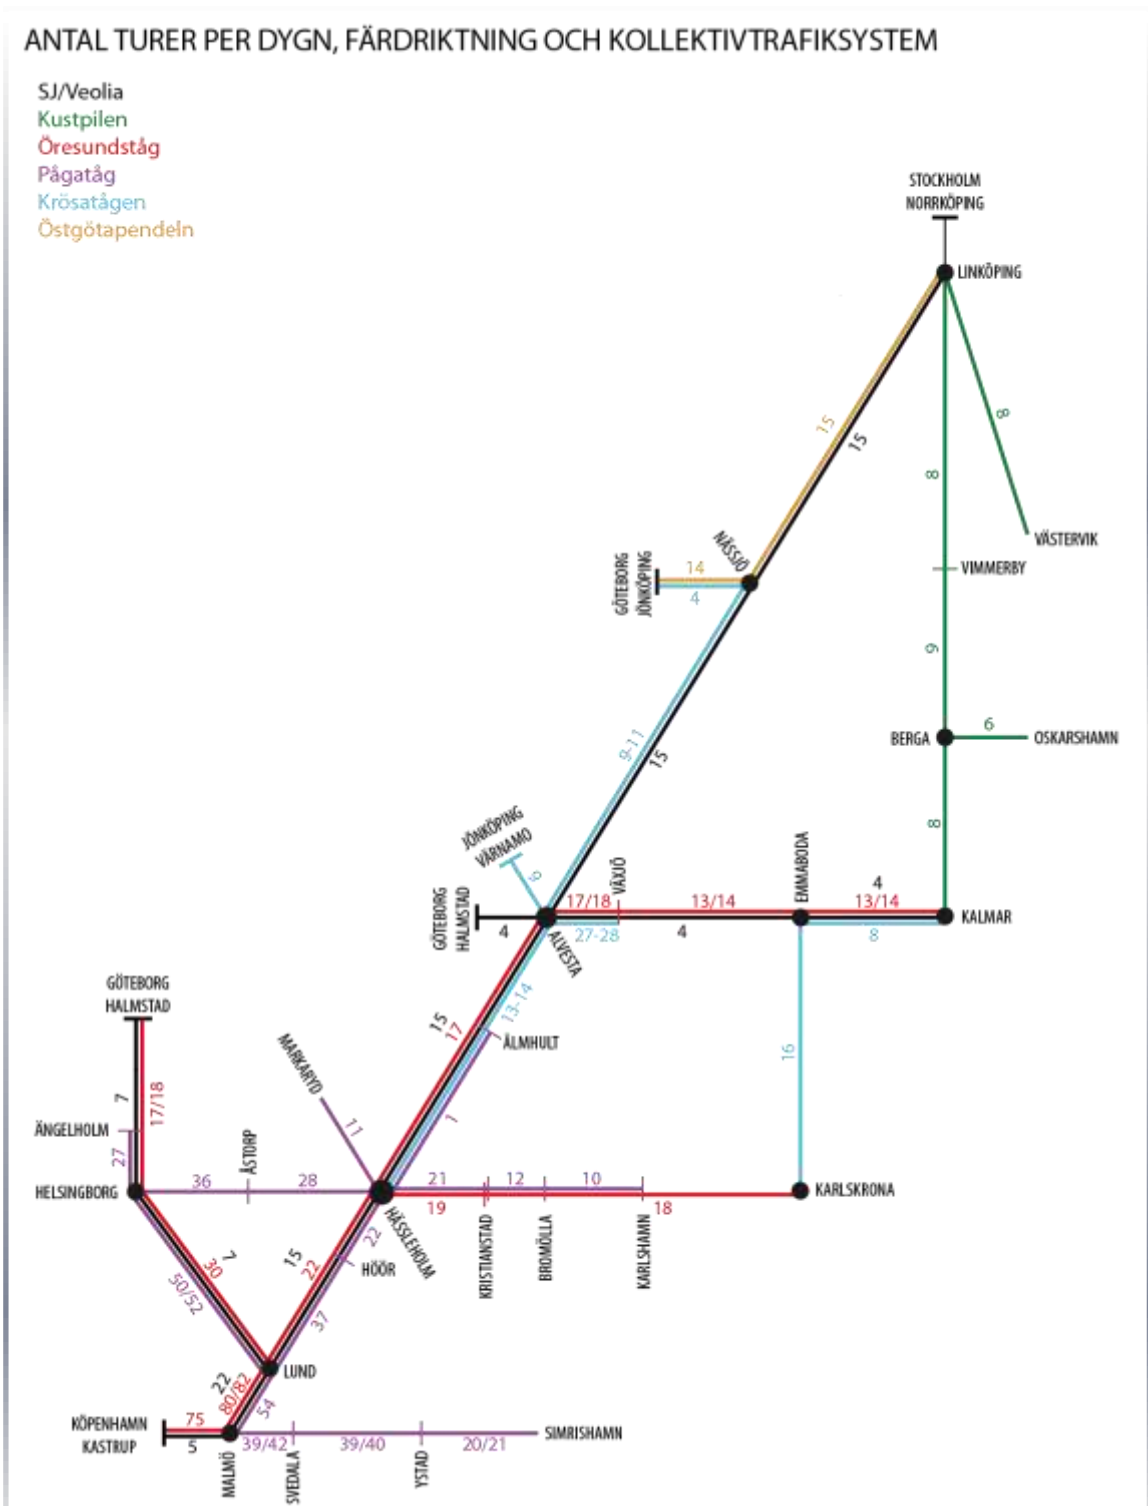 ANTAL TURER PER DYGN, FÄRDRIKTNING OCH KOLLEKTIVTRAFIKSYSTEM
SJ/Veolia
Kustpilen
Öresundståg
Pågatåg
Krösatågen
Östgötapendeln
STOCKHOLM
NORRKÖPING
LINKÖPING
15
15
8
8
VÄSTERVIK
NÄSSJÖ
GÖTEBORG
JÖNKÖPING
14
4
VIMMERBY
9
9-11
15
BERGA
6
OSKARSHAMN
8
JÖNKÖPING
VÄRNAMO
9
GÖTEBORG
HALMSTAD
4
ALVESTA
17/18
27-28
VÄXJÖ
13/14
4
EMMABODA
4
13/14
8
KALMAR
15
17
13-14
ÄLMHULT
16
GÖTEBORG
HALMSTAD
7
17/18
MARKARYD
11
1
ÄNGELHOLM
27
HELSINGBORG
36
ÅSTORP
28
HÄSSLEHOLM
21
19
KRISTIANSTAD
12
BROMÖLLA
10
KARLSHAMN
18
KARLSKRONA
7
30
50/52
15
22
22
HÖÖR
37
LUND
22
80/82
54
KÖPENHAMN
KASTRUP
75
5
MALMÖ
39/42
SVEDALA
39/40
YSTAD
20/21
SIMRISHAMN